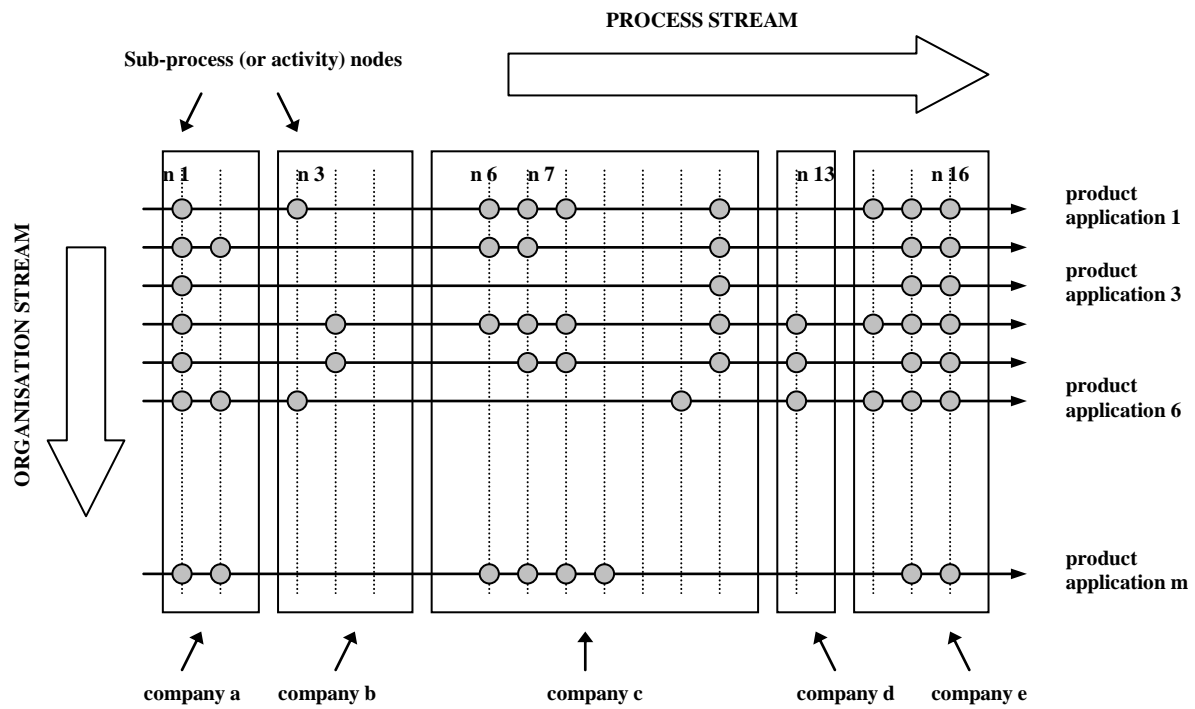 PROCESS STREAM
Sub-process (or activity) nodes
n 1
n 3
n 6
n 7
n 13
n 16
product
application 1
product
application 3
product
application 6
product
application m
ORGANISATION STREAM
company a
company b
company c
company d
company e